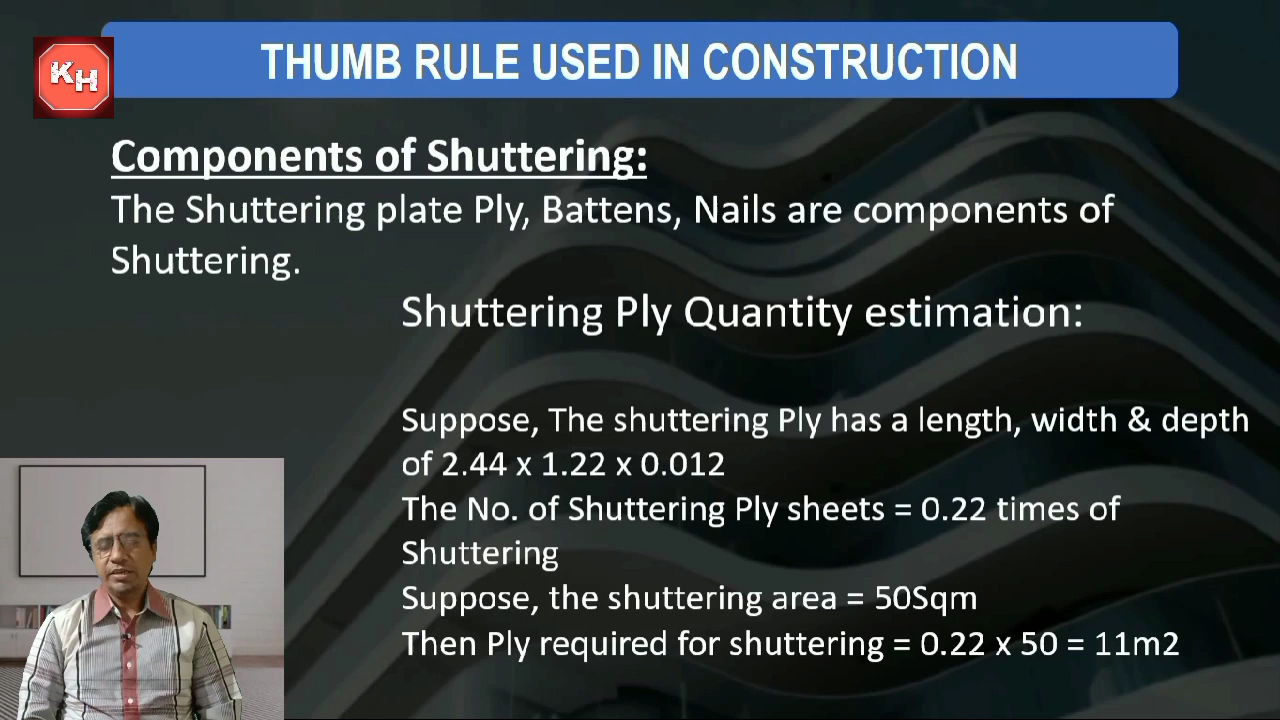 KH
THUMB RULE USED IN CONSTRUCTION
Components of Shuttering:
The Shuttering plate Ply, Battens, Nails are components of
Shuttering.
Shuttering Ply Quantity estimation:
Suppose, The shuttering Ply has a length, width & depth
of 2.44 x 1.22 x 0.012
The No. of Shuttering Ply sheets = 0.22 times of
Shuttering
Suppose, the shuttering area = 50Sqm
Then Ply required for shuttering = 0.22 x 50 = 11m2